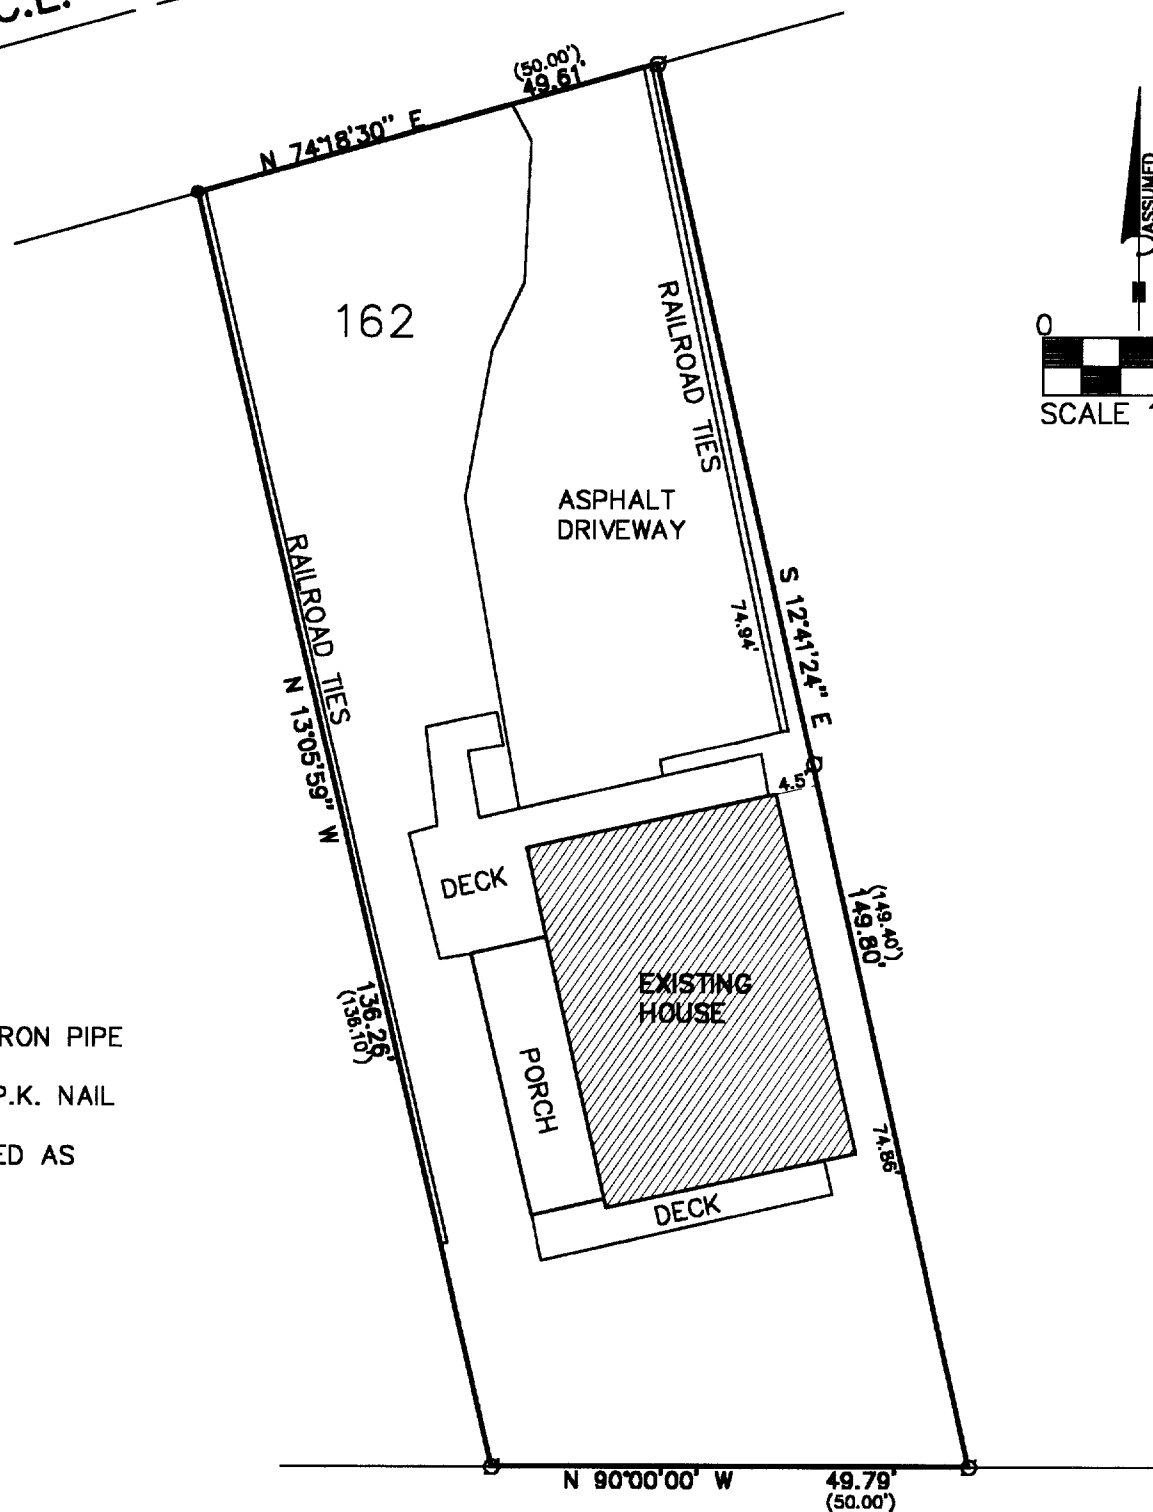 C.L.
(50.00')
49.61'
N 74°18'30" E
(ASSUMED
N
0
SCALE
162
RAILROAD TIES
ASPHALT
DRIVEWAY
RAILROAD TIES
S 12°41'24" E
74.94'
N 13°05'59" W
4.5'
DECK
(149.40')
149.80'
EXISTING
HOUSE
136.26'
(136.10')
PORCH
RON PIPE
P.K. NAIL
ED AS
74.86'
DECK
N 90°00'00' W 49.79'
(50.00')